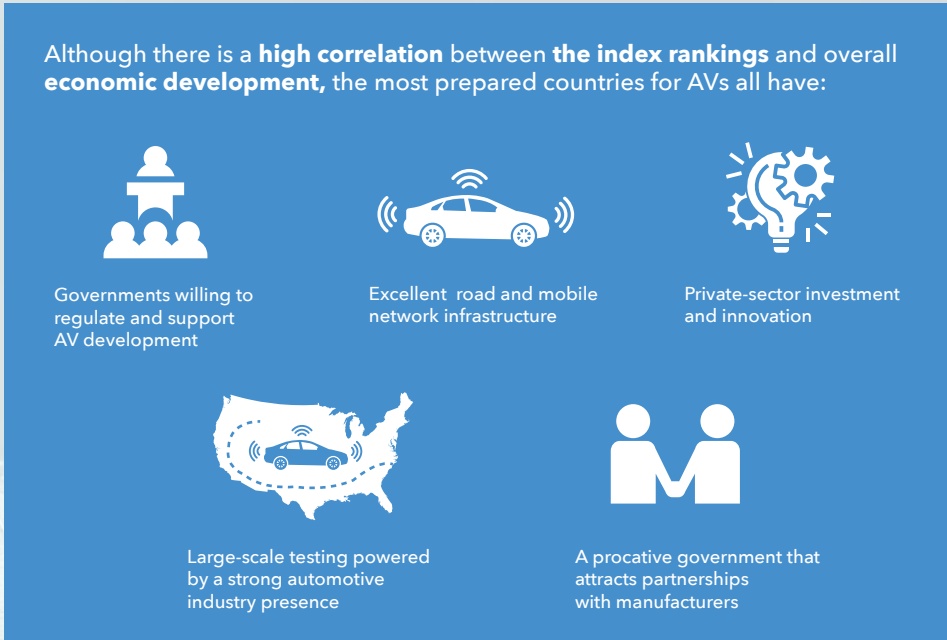 Although there is a high correlation between the index rankings and overall
economic development, the most prepared countries for AVs all have:
Governments willing to
regulate and support
AV development
Excellent road and mobile
network infrastructure
Private-sector investment
and innovation
Large-scale testing powered
by a strong automotive
industry presence
A procative government that
attracts partnerships
with manufacturers